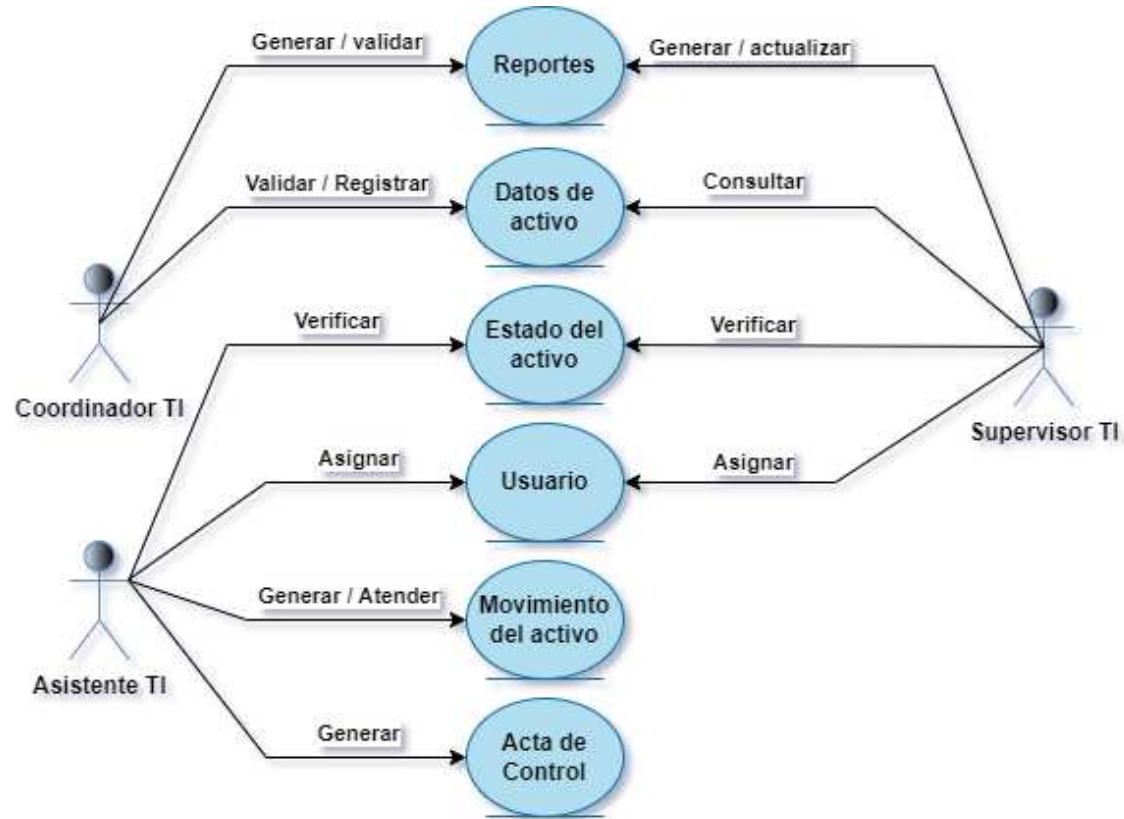 Generar / validar
Reportes
Generar / actualizar
Validar / Registrar
Datos de
activo
Consultar
Verificar
Estado del
activo
Verificar
Coordinador TI
Supervisor TI
Asignar
Usuario
Asignar
Generar / Atender
Movimiento
del activo
Asistente TI
Generar
Acta de
Control